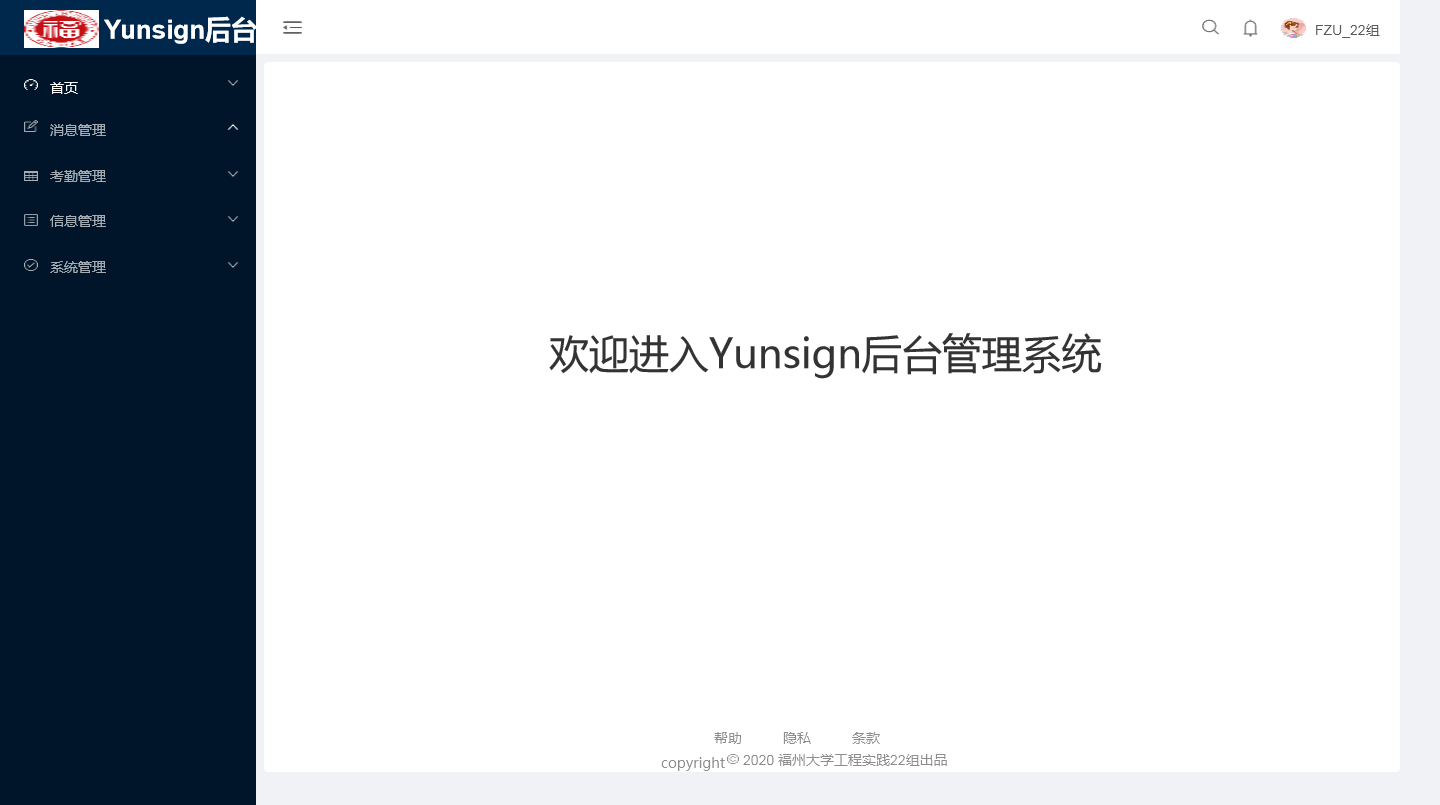 福 Yunsign后台
FZU_22组
首页
消息管理
考勤管理
信息管理
系统管理
欢迎进入Yunsign后台管理系统
帮助 隐私 条款
copyright© 2020 福州大学工程实践22组出品